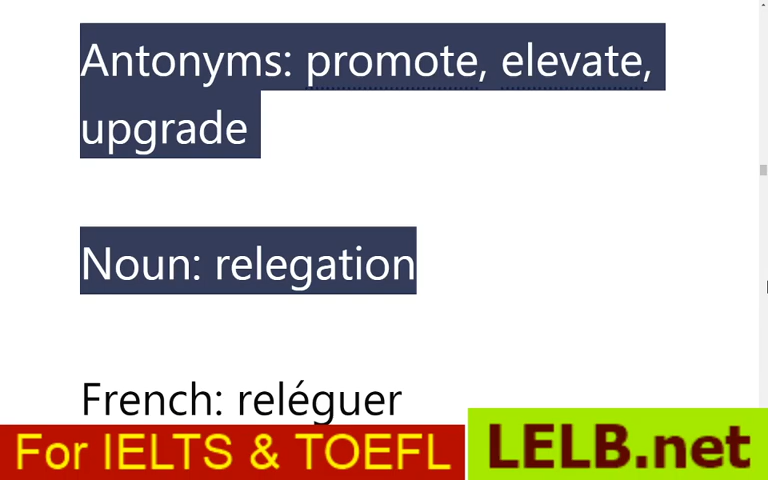 Antonyms: promote, elevate,
upgrade
Noun: relegation
French: reléguer
For IELTS & TOEFL
LELB.net